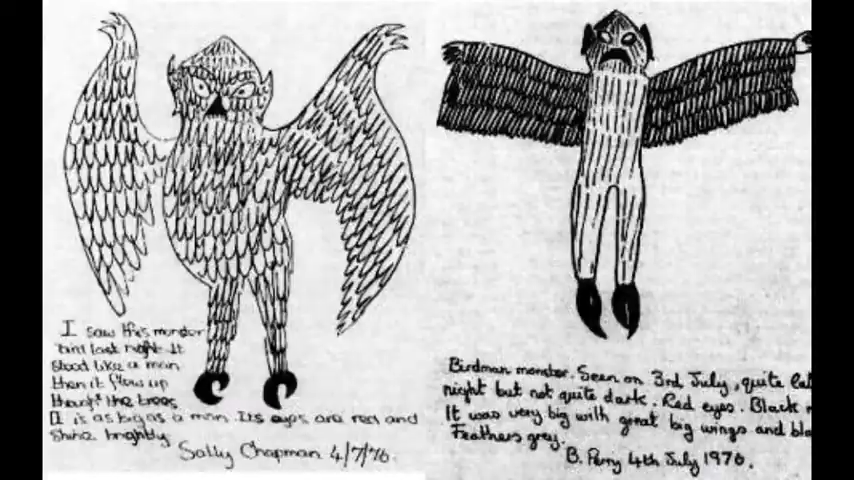 I saw this monster
bird last night. It
stood like a man
then it flew up
through the trees
It is as big as a man. Its eyes are red and
shine brightly
Sally Chapman 4/7/76.
Birdman monster. Seen on 3rd July, quite lat
night but not quite dark. Red eyes. Black m
It was very big with great big wings and bla
Feathers grey.
B. Perry 4th July 1976.